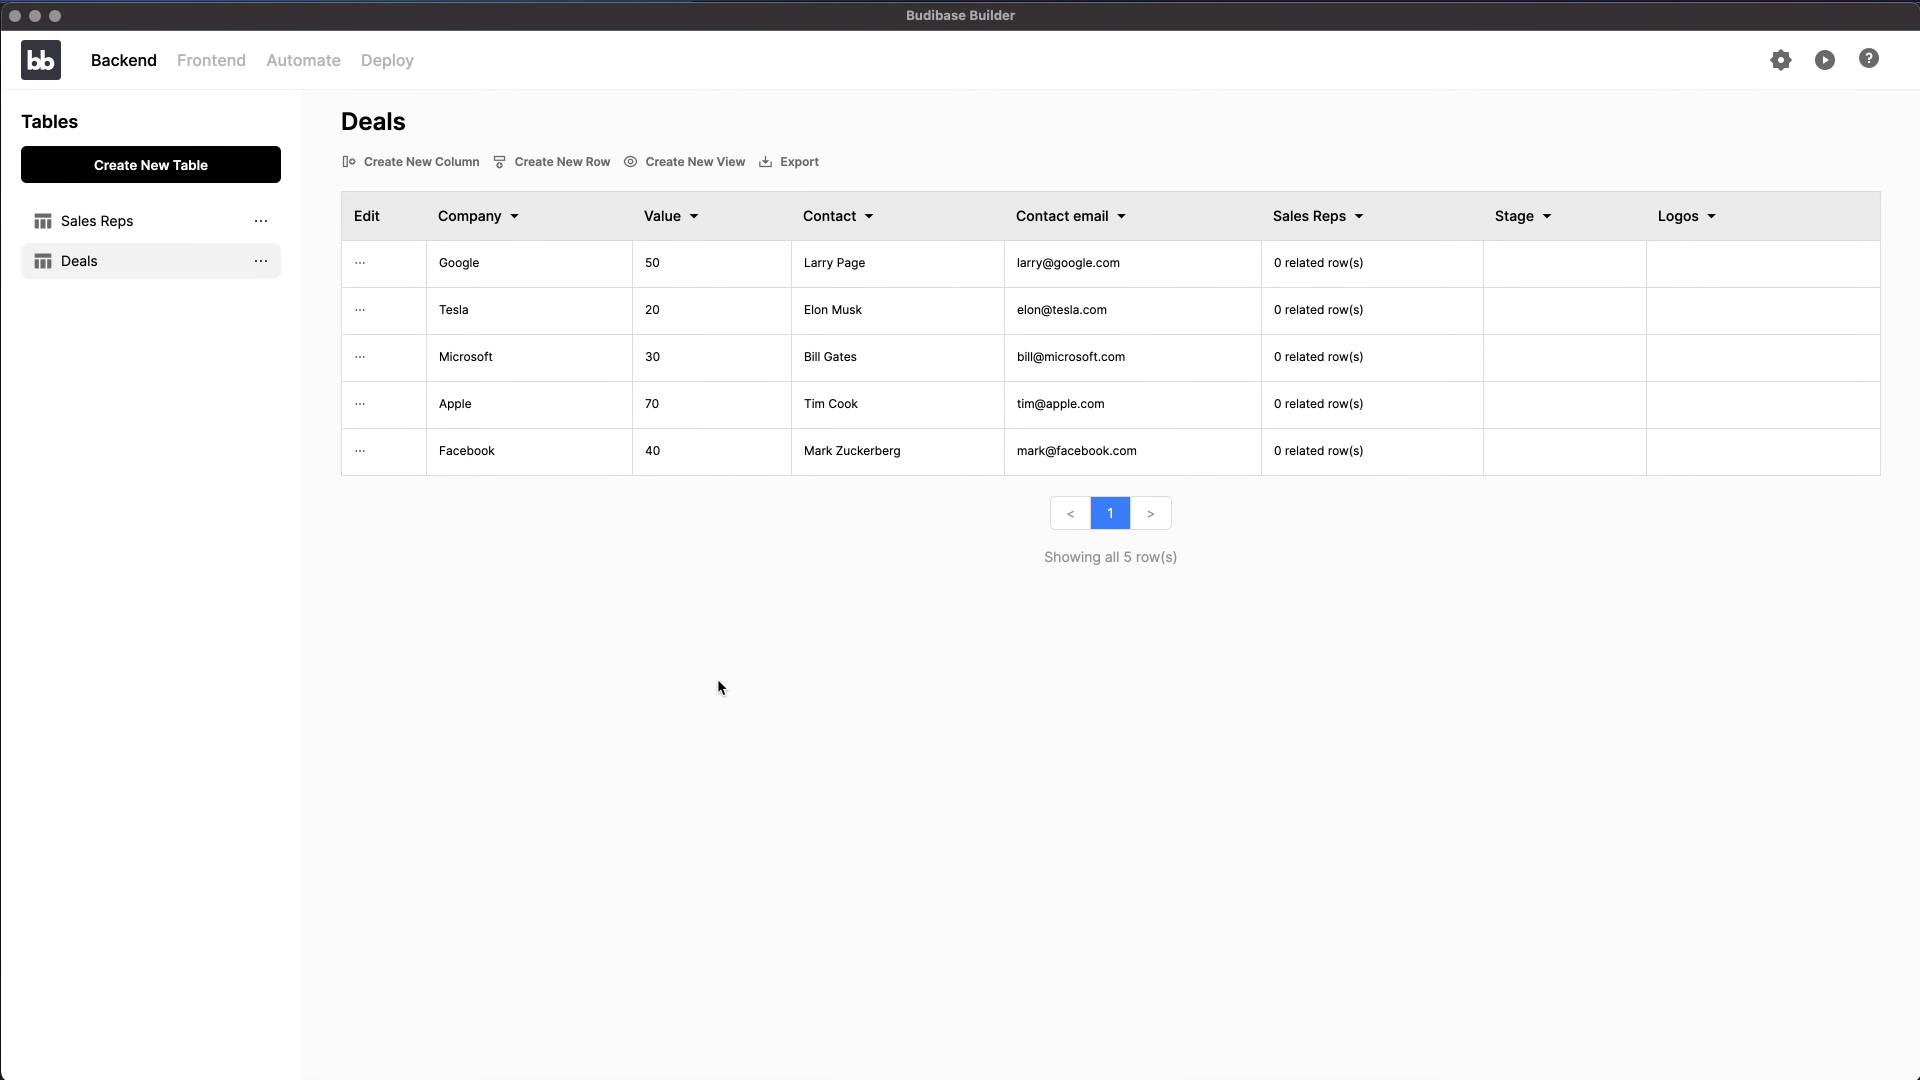 Budibase Builder
bb Backend Frontend Automate Deploy ?
Tables
Create New Table
Sales Reps ...
Deals ...
Deals
Create New Column Create New Row Create New View Export
Edit Company Value Contact Contact email Sales Reps Stage Logos
... Google 50 Larry Page larry@google.com 0 related row(s)
... Tesla 20 Elon Musk elon@tesla.com 0 related row(s)
... Microsoft 30 Bill Gates bill@microsoft.com 0 related row(s)
... Apple 70 Tim Cook tim@apple.com 0 related row(s)
... Facebook 40 Mark Zuckerberg mark@facebook.com 0 related row(s)
< 1 >
Showing all 5 row(s)